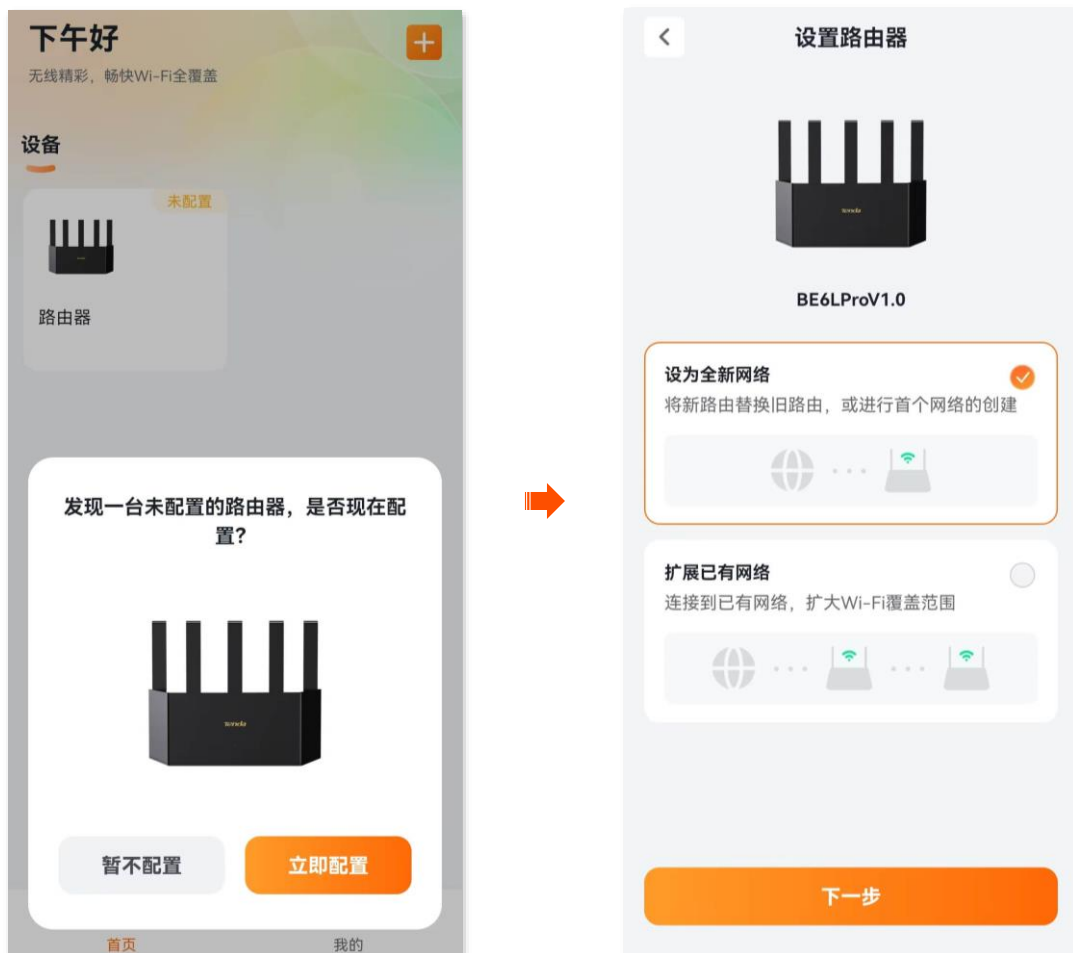 下午好
无线精彩，畅快Wi-Fi全覆盖
设备
未配置
路由器
发现一台未配置的路由器，是否现在配
置？
暂不配置
立即配置
首页
我的
设置路由器
BE6LProV1.0
设为全新网络
将新路由替换旧路由，或进行首个网络的创建
扩展已有网络
连接到已有网络，扩大Wi-Fi覆盖范围
下一步